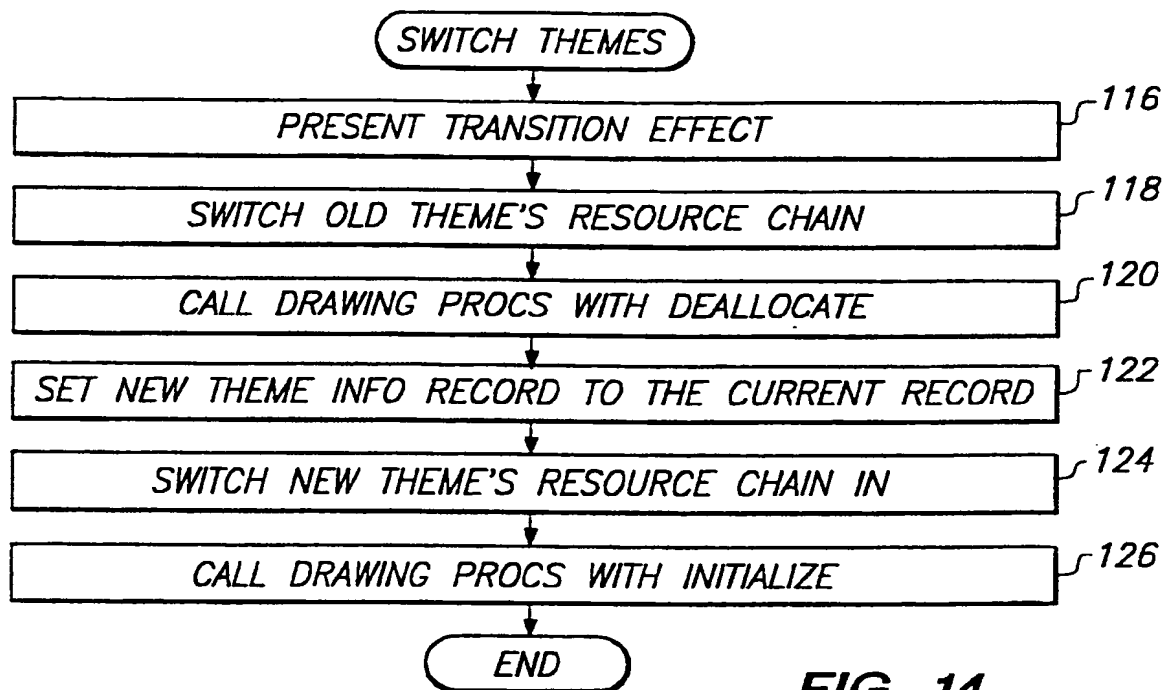 SWITCH THEMES
PRESENT TRANSITION EFFECT
116
SWITCH OLD THEME'S RESOURCE CHAIN
118
CALL DRAWING PROCS WITH DEALLOCATE
120
SET NEW THEME INFO RECORD TO THE CURRENT RECORD
122
SWITCH NEW THEME'S RESOURCE CHAIN IN
124
CALL DRAWING PROCS WITH INITIALIZE
126
END
FIG. 14